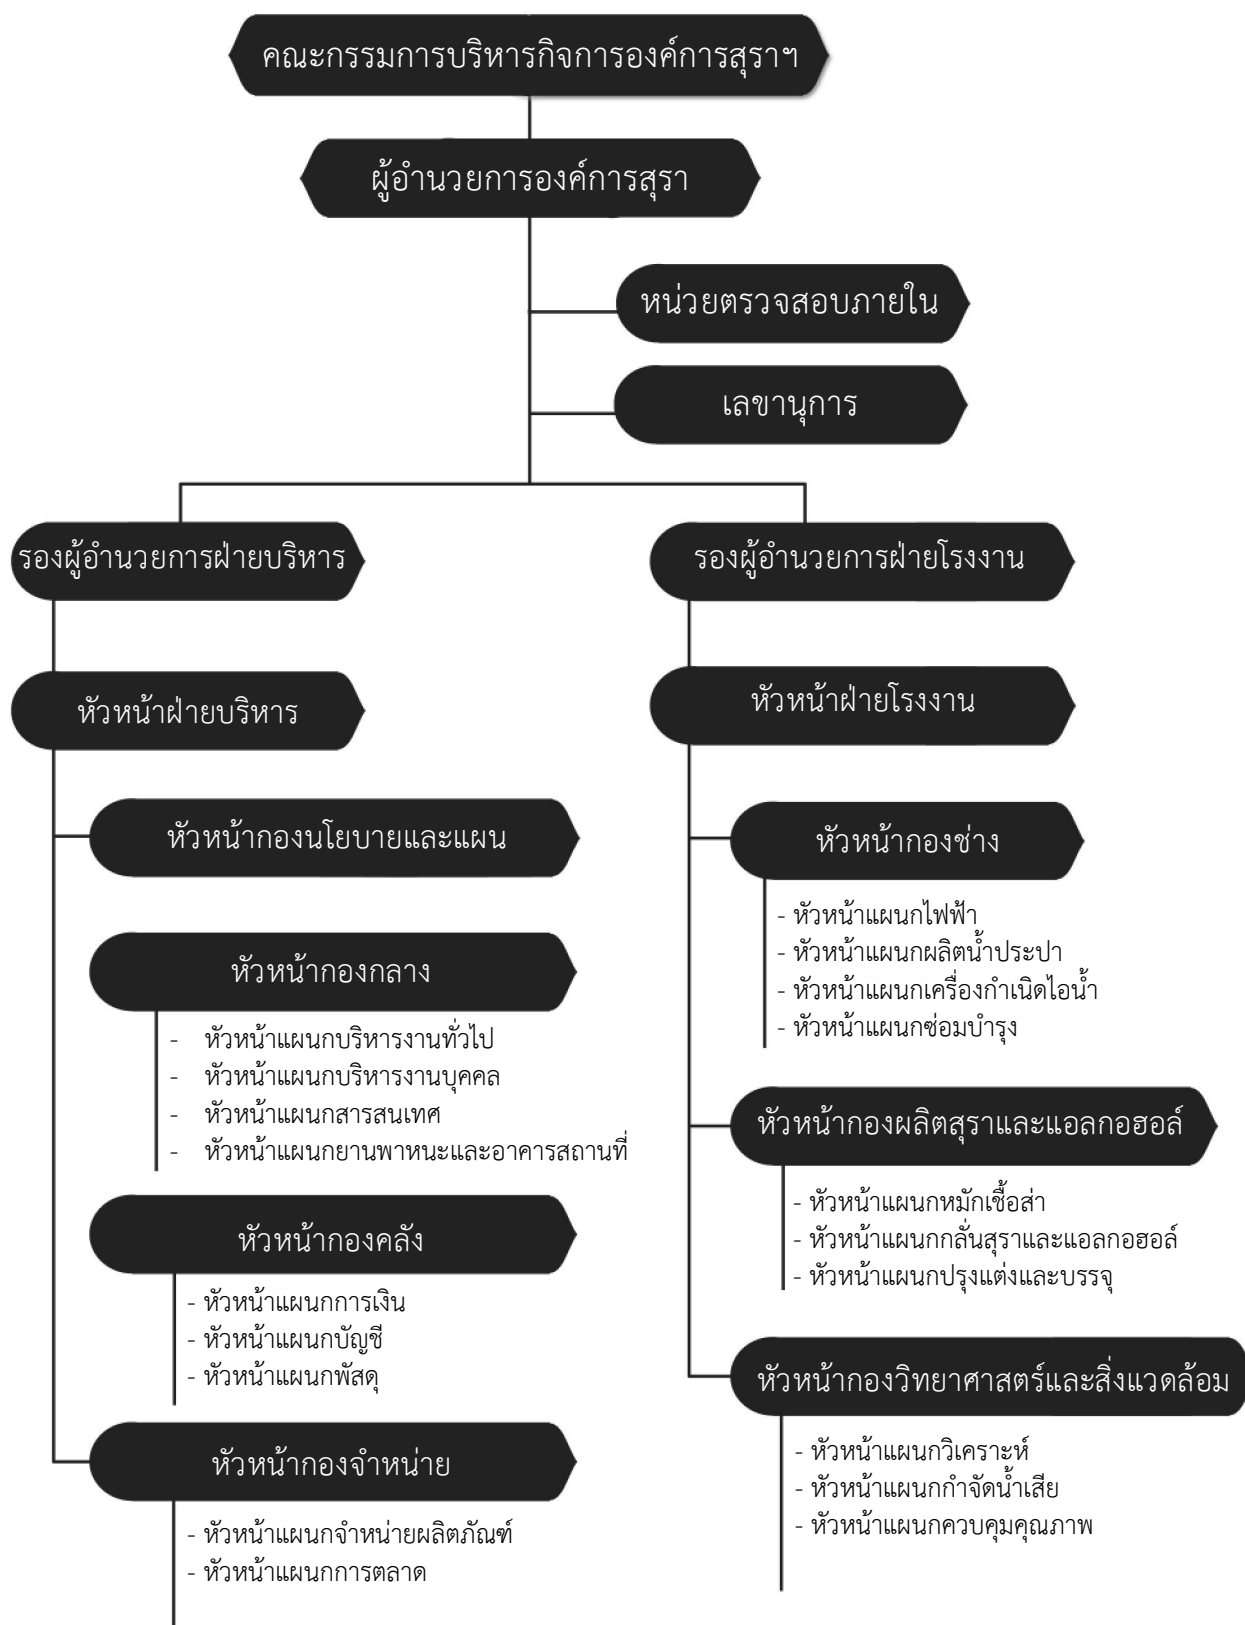 คณะกรรมการบริหารกิจการองค์การสุราฯ
ผู้อำนวยการองค์การสุรา
หน่วยตรวจสอบภายใน
เลขานุการ
รองผู้อำนวยการฝ่ายบริหาร
หัวหน้าฝ่ายบริหาร
หัวหน้ากองนโยบายและแผน
หัวหน้ากองกลาง
- หัวหน้าแผนกบริหารงานทั่วไป
- หัวหน้าแผนกบริหารงานบุคคล
- หัวหน้าแผนกสารสนเทศ
- หัวหน้าแผนกยานพาหนะและอาคารสถานที่
หัวหน้ากองคลัง
- หัวหน้าแผนกการเงิน
- หัวหน้าแผนกบัญชี
- หัวหน้าแผนกพัสดุ
หัวหน้ากองจำหน่าย
- หัวหน้าแผนกจำหน่ายผลิตภัณฑ์
- หัวหน้าแผนกการตลาด
รองผู้อำนวยการฝ่ายโรงงาน
หัวหน้าฝ่ายโรงงาน
หัวหน้ากองช่าง
- หัวหน้าแผนกไฟฟ้า
- หัวหน้าแผนกผลิตน้ำประปา
- หัวหน้าแผนกเครื่องกำเนิดไอน้ำ
- หัวหน้าแผนกซ่อมบำรุง
หัวหน้ากองผลิตสุราและแอลกอฮอล์
- หัวหน้าแผนกหมักเชื้อส่า
- หัวหน้าแผนกกลั่นสุราและแอลกอฮอล์
- หัวหน้าแผนกปรุงแต่งและบรรจุ
หัวหน้ากองวิทยาศาสตร์และสิ่งแวดล้อม
- หัวหน้าแผนกวิเคราะห์
- หัวหน้าแผนกกำจัดน้ำเสีย
- หัวหน้าแผนกควบคุมคุณภาพ